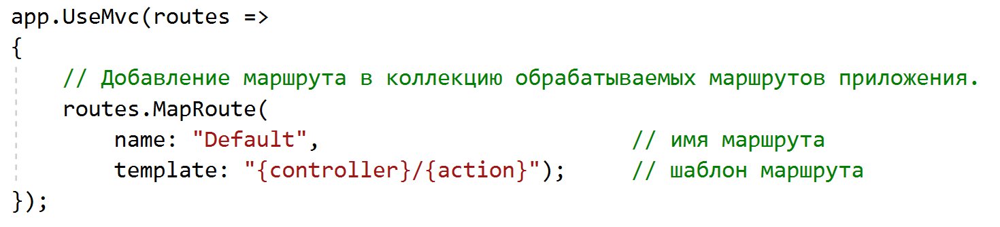 app.UseMvc(routes =>
{
// Добавление маршрута в коллекцию обрабатываемых маршрутов приложения.
routes.MapRoute(
name: "Default", // имя маршрута
template: "{controller}/{action}"); // шаблон маршрута
});